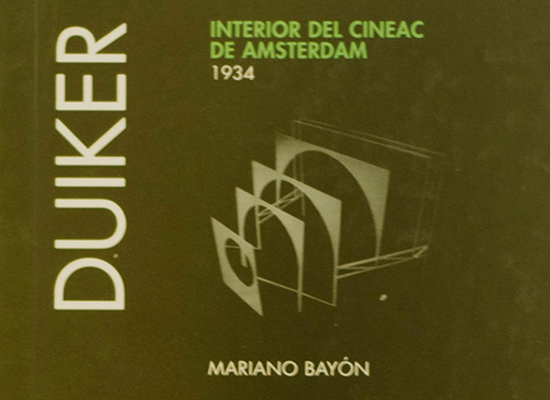 DUIKER
INTERIOR DEL CINEAC
DE AMSTERDAM
1934
MARIANO BAYÓN